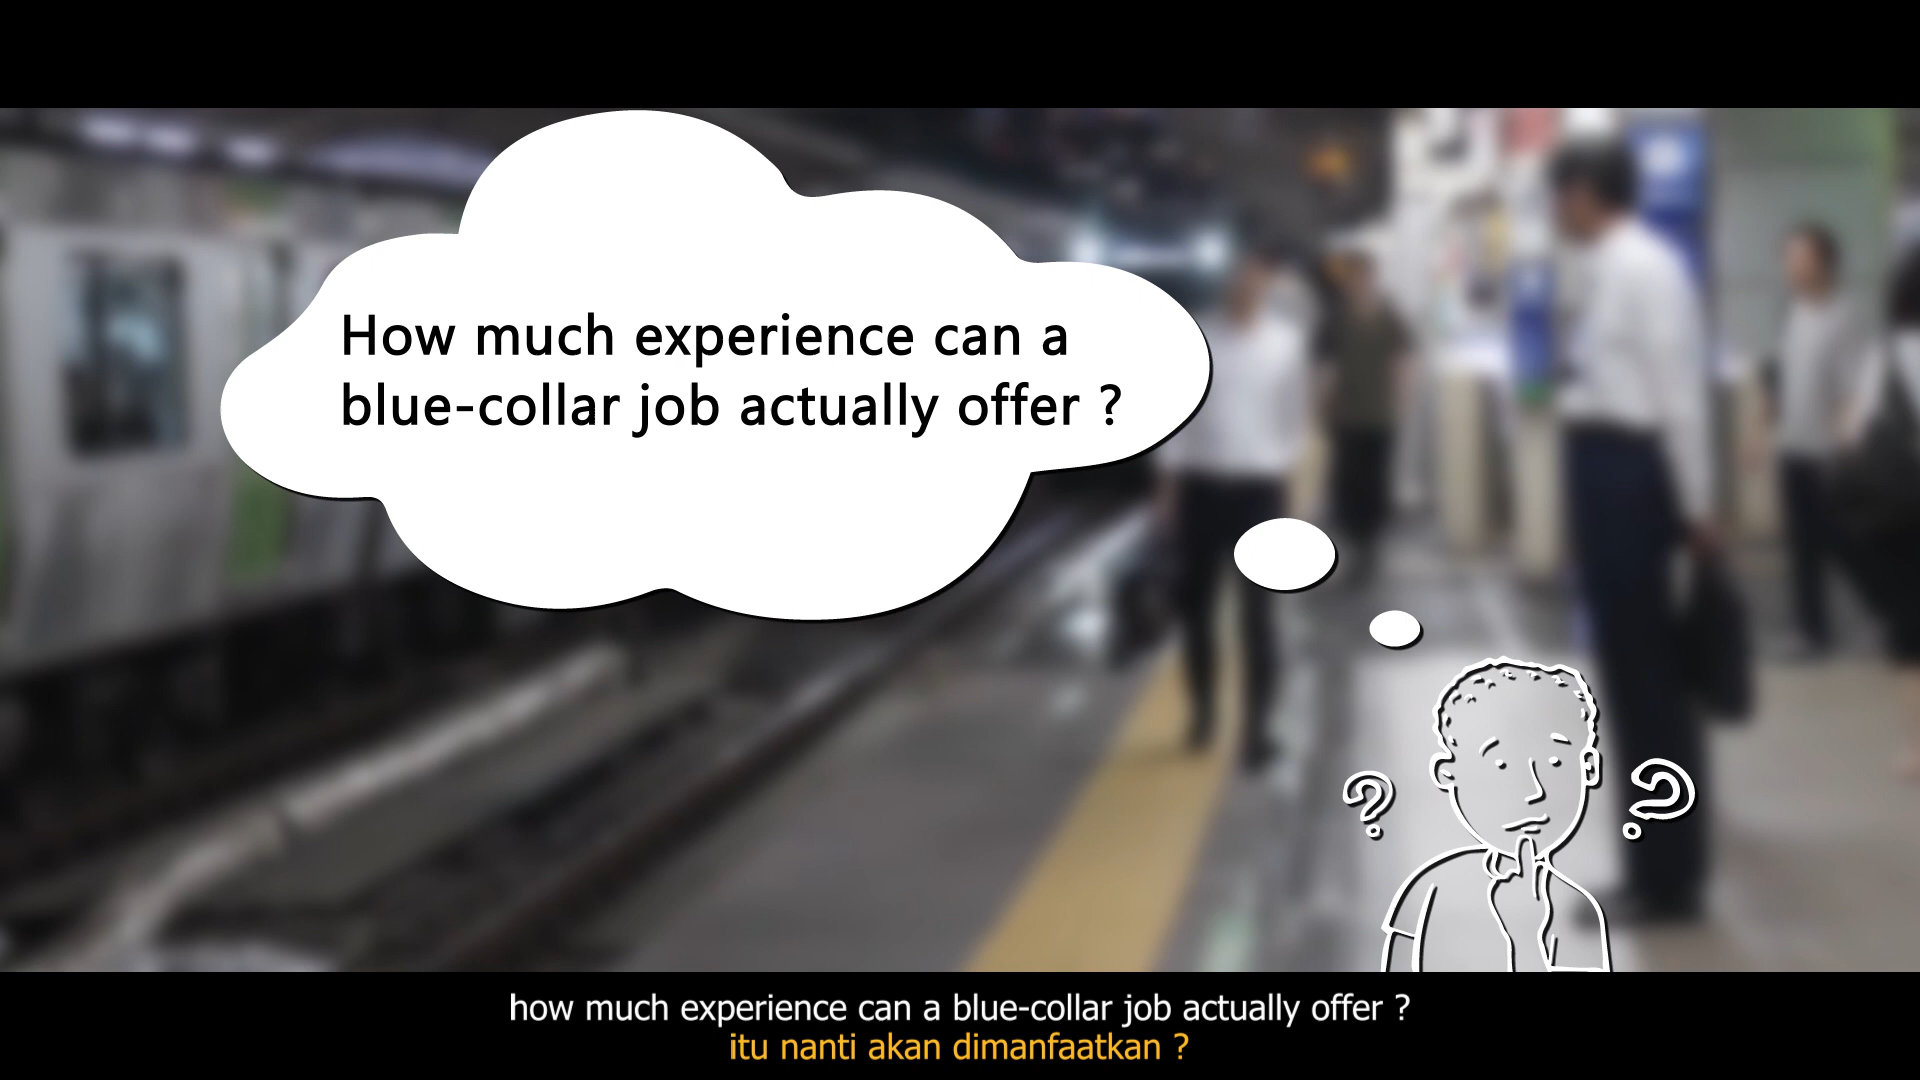 How much experience can a
blue-collar job actually offer ?
how much experience can a blue-collar job actually offer ?
itu nanti akan dimanfaatkan ?